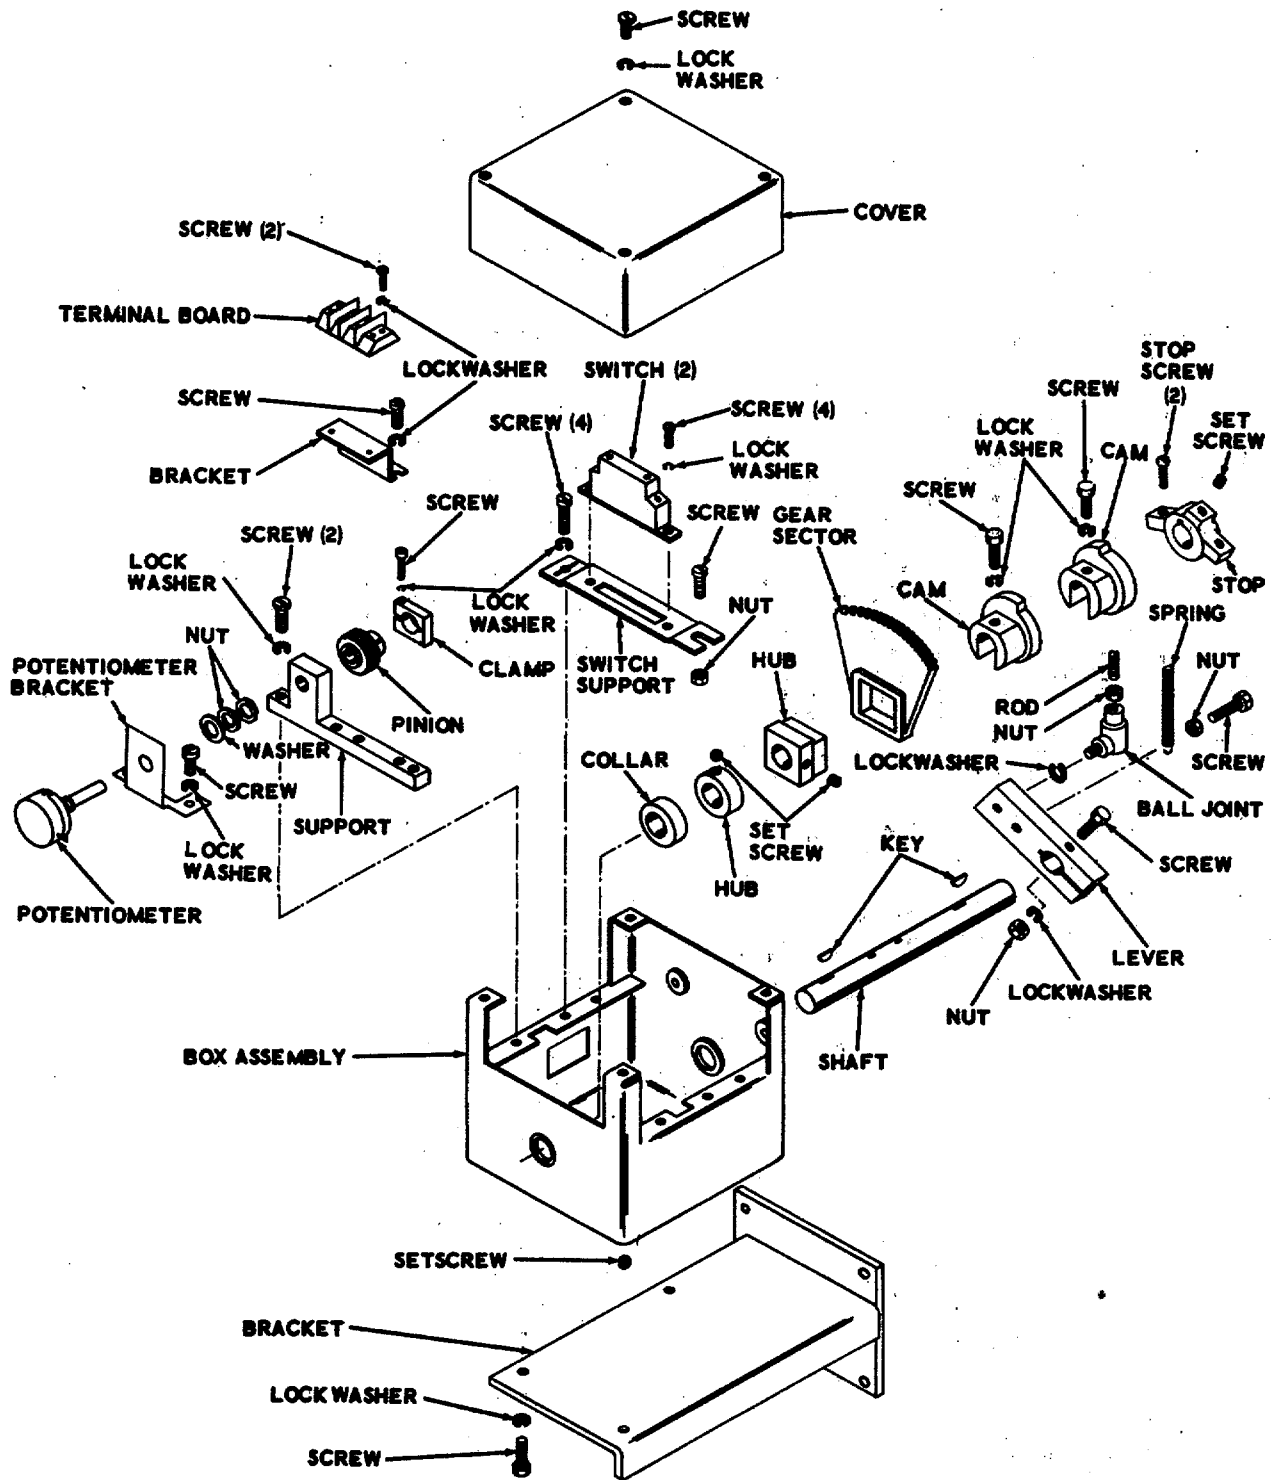 SCREW
LOCK
WASHER
COVER
SCREW (2)
TERMINAL BOARD
LOCKWASHER
SWITCH (2)
STOP
SCREW
(2)
SCREW
SCREW
SET
SCREW
SCREW (4)
SCREW (4)
LOCK
WASHER
CAM
BRACKET
LOCK
WASHER
SCREW
SCREW
SCREW
GEAR
SECTOR
SCREW (2)
LOCK
WASHER
STOP
CAM
LOCK
WASHER
NUT
SPRING
NUT
CLAMP
SWITCH
SUPPORT
HUB
NUT
POTENTIOMETER
BRACKET
PINION
ROD
NUT
WASHER
COLLAR
LOCKWASHER
SCREW
SCREW
BALL JOINT
SUPPORT
SET
SCREW
KEY
LOCK
WASHER
SCREW
HUB
POTENTIOMETER
LEVER
LOCKWASHER
NUT
BOX ASSEMBLY
SHAFT
SETSCREW
BRACKET
LOCK WASHER
SCREW